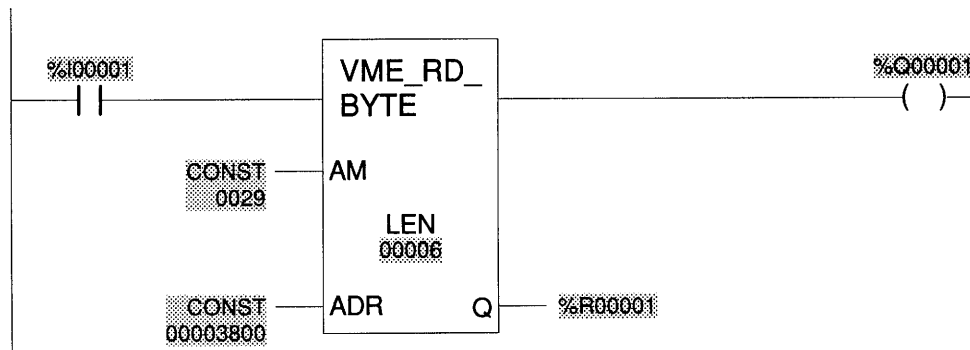 %I00001
%Q00001
VME_RD_
BYTE
CONST
0029
AM
LEN
00006
CONST
00003800
ADR
Q
%R00001